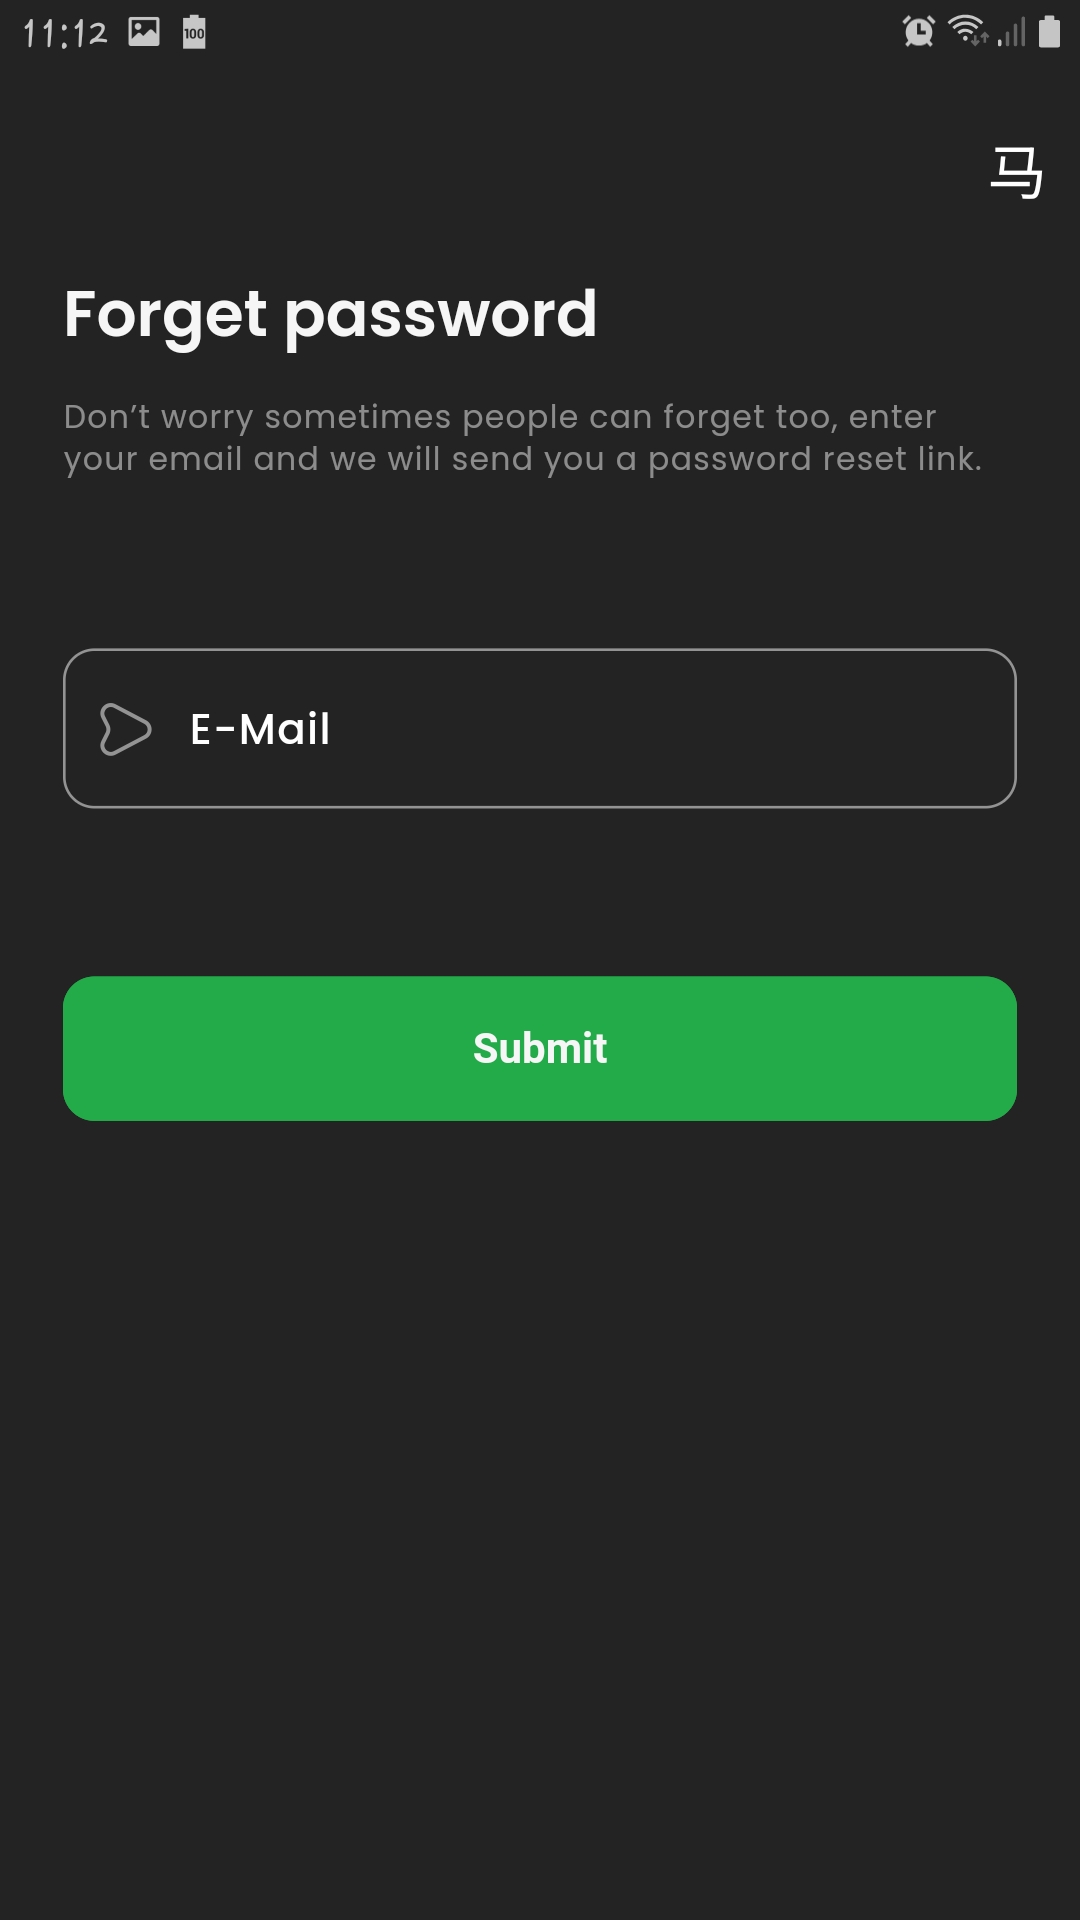 11:12
100
马
Forget password
Don’t worry sometimes people can forget too, enter
your email and we will send you a password reset link.
E-Mail
Submit